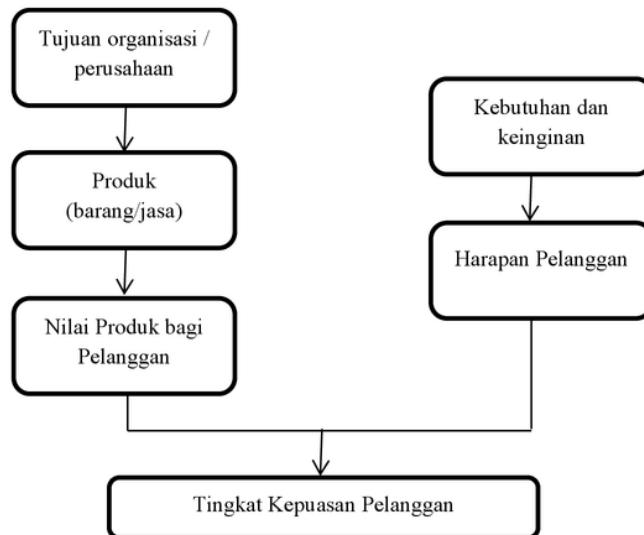 Tujuan organisasi /
perusahaan
Produk
(barang/jasa)
Nilai Produk bagi
Pelanggan
Kebutuhan dan
keinginan
Harapan Pelanggan
Tingkat Kepuasan Pelanggan